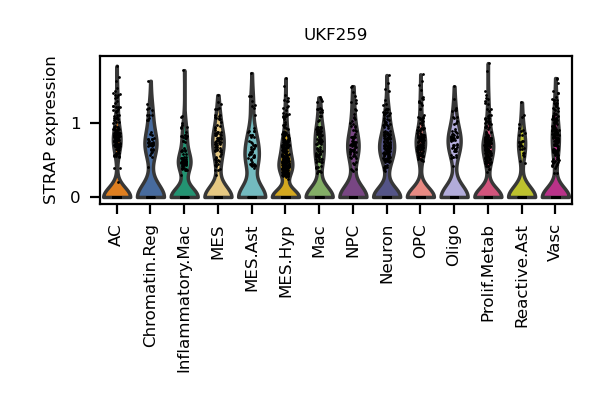 UKF259
STRAP expression
1
0
AC
Chromatin.Reg
Inflammatory.Mac
MES
MES.Ast
MES.Hyp
Mac
NPC
Neuron
OPC
Oligo
Prolif.Metab
Reactive.Ast
Vasc